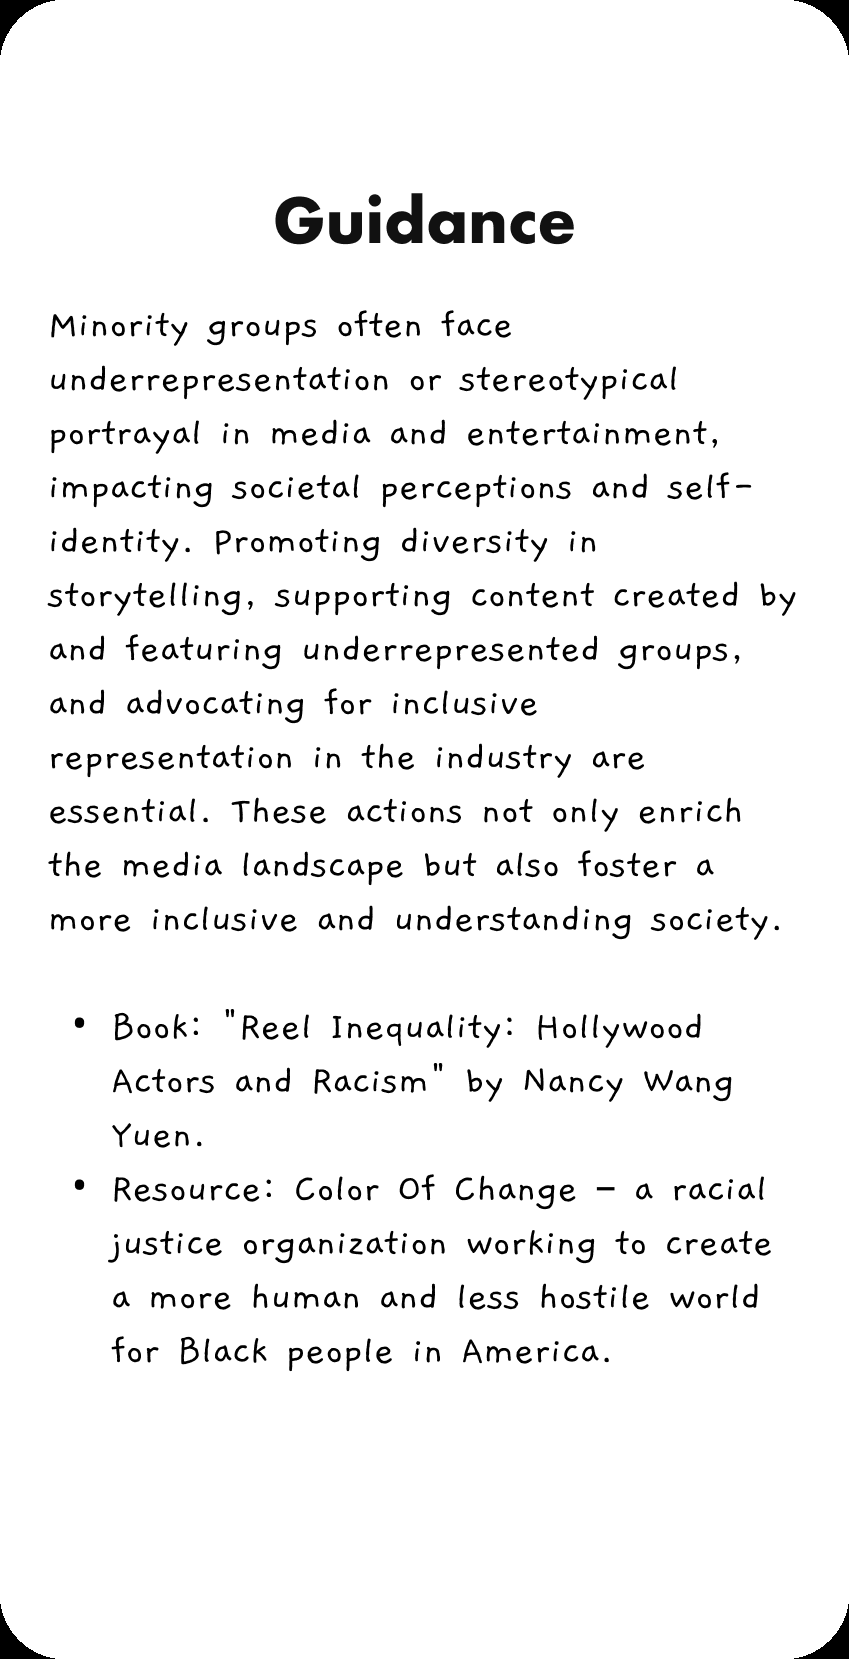 Guidance
Minority groups often face
underrepresentation or stereotypical
portrayal in media and entertainment,
impacting societal perceptions and self-
identity. Promoting diversity in
storytelling, supporting content created by
and featuring underrepresented groups,
and advocating for inclusive
representation in the industry are
essential. These actions not only enrich
the media landscape but also foster a
more inclusive and understanding society.
• Book: "Reel Inequality: Hollywood
Actors and Racism" by Nancy Wang
Yuen.
• Resource: Color Of Change – a racial
justice organization working to create
a more human and less hostile world
for Black people in America.